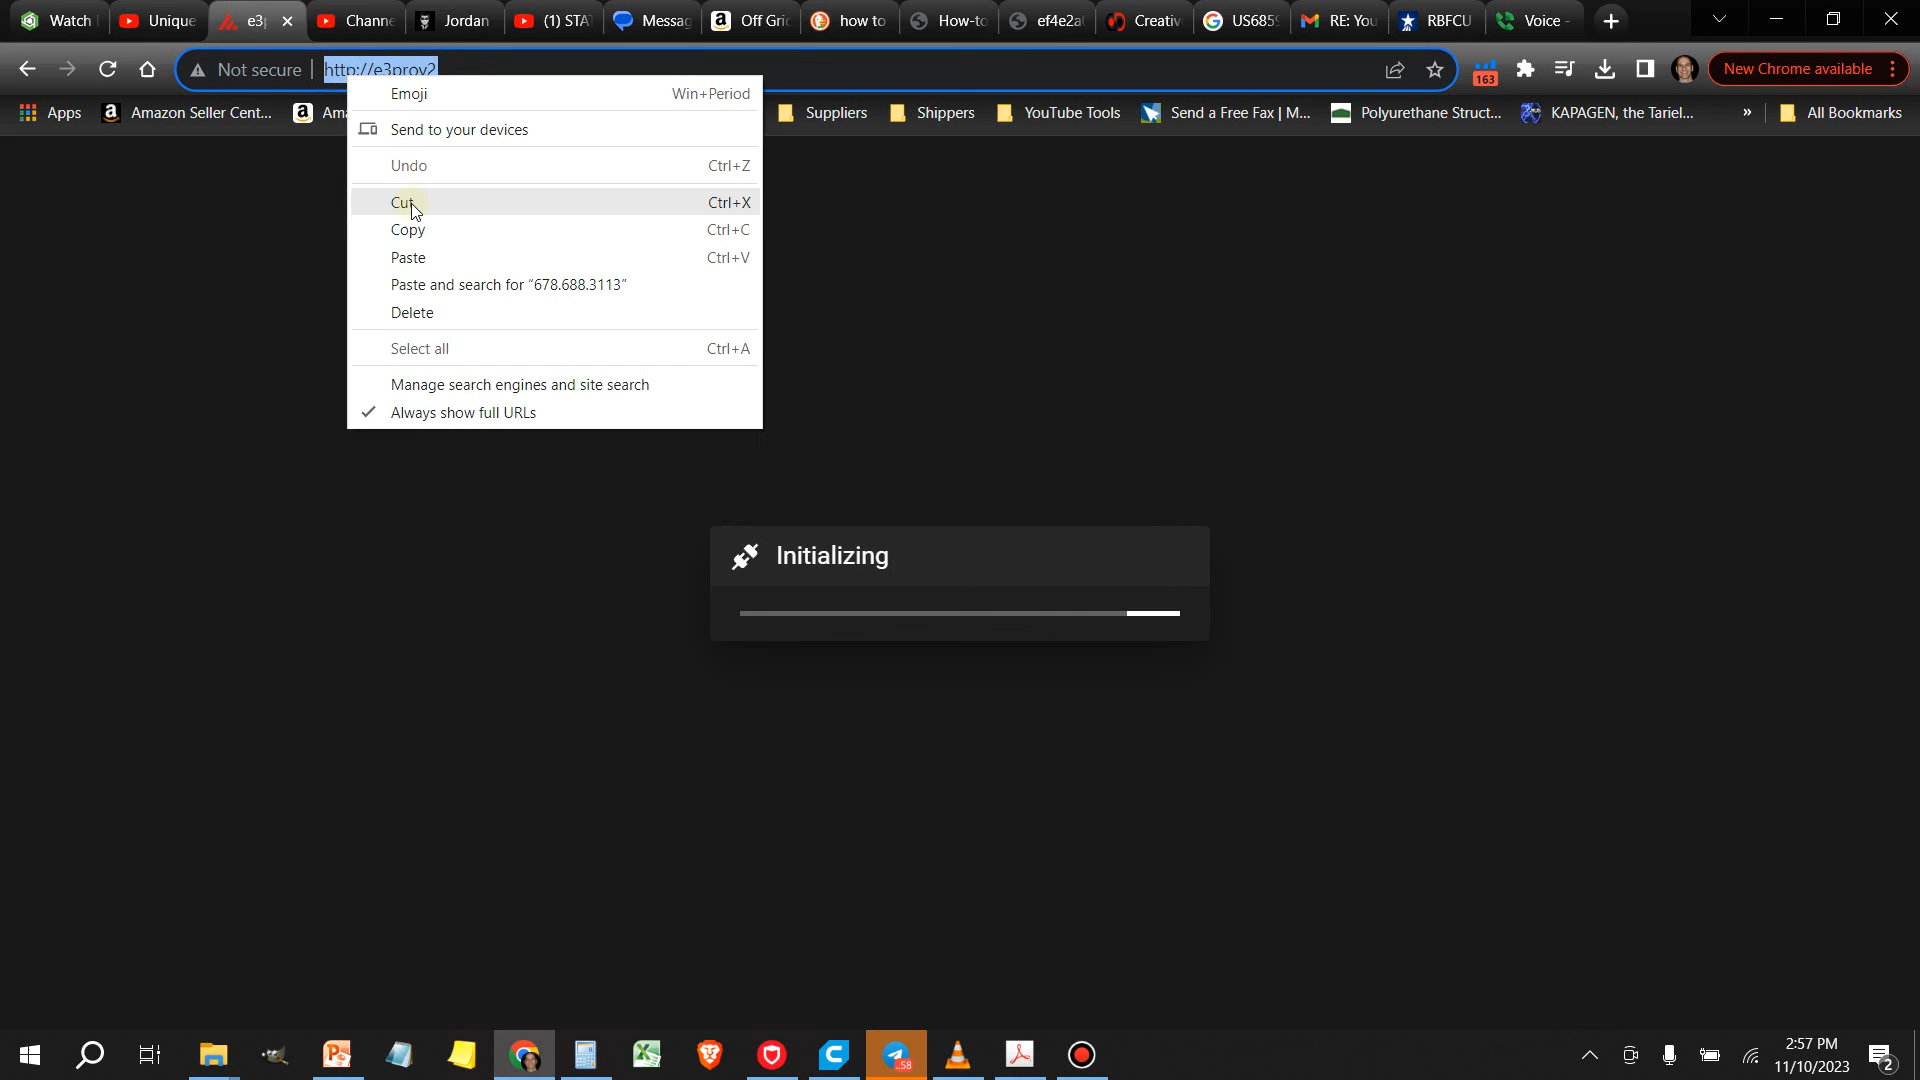 Watch
Unique
e3p
Channe
Jordan
(1) STA
Messag
Off Gric
how to
How-to
ef4e2a
Creativ
US6859
RE: You
RBFCU
Voice -
Not secure
http://e3prov2
163
New Chrome available
Apps
Amazon Seller Cent...
Am
Suppliers
Shippers
YouTube Tools
Send a Free Fax | M...
Polyurethane Struct...
KAPAGEN, the Tariel...
»
All Bookmarks
Emoji Win+Period
Send to your devices
Undo Ctrl+Z
Cut Ctrl+X
Copy Ctrl+C
Paste Ctrl+V
Paste and search for “678.688.3113”
Delete
Select all Ctrl+A
Manage search engines and site search
Always show full URLs
Initializing
..58
2:57 PM
11/10/2023
2